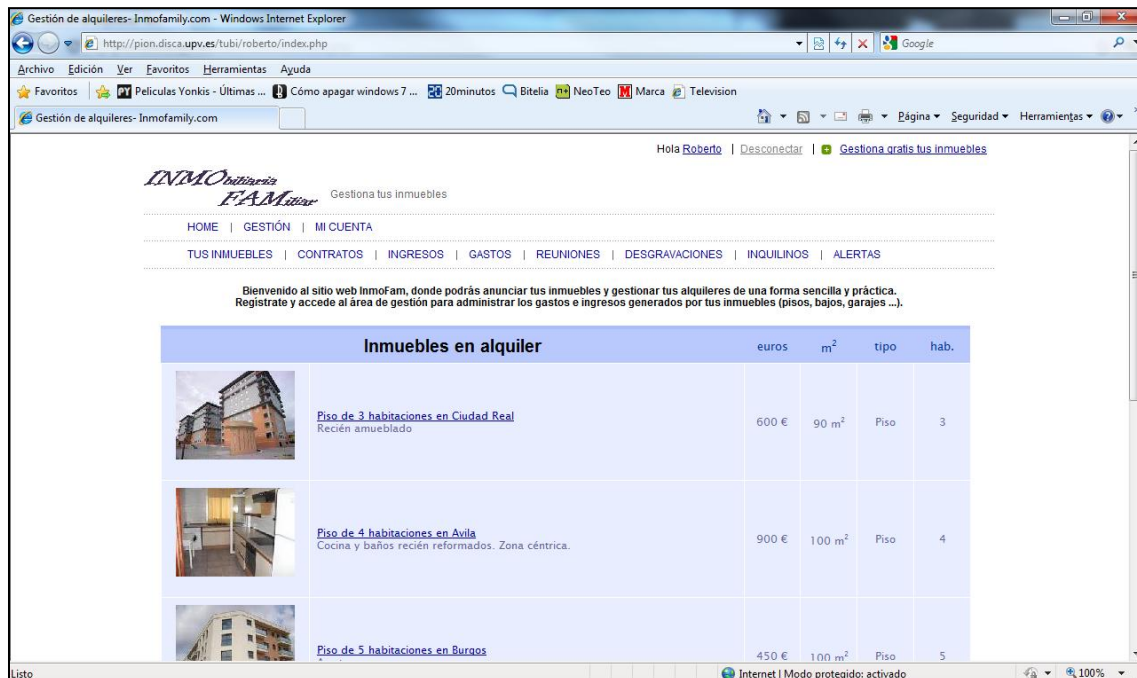 Gestión de alquileres- Inmofamily.com - Windows Internet Explorer
http://pion.disca.upv.es/tubi/roberto/index.php
Google
Archivo Edición Ver Favoritos Herramientas Ayuda
Favoritos PY Peliculas Yonkis - Últimas ... Cómo apagar windows 7 ... 20 20minutos Bitelia n+ NeoTeo M Marca Television
Gestión de alquileres- Inmofamily.com
Página Seguridad Herramientas
Hola Roberto | Desconectar | Gestiona gratis tus inmuebles
INMObiliaria
FAMiliar Gestiona tus inmuebles
HOME | GESTIÓN | MI CUENTA
TUS INMUEBLES | CONTRATOS | INGRESOS | GASTOS | REUNIONES | DESGRAVACIONES | INQUILINOS | ALERTAS
Bienvenido al sitio web InmoFam, donde podrás anunciar tus inmuebles y gestionar tus alquileres de una forma sencilla y práctica.
Regístrate y accede al área de gestión para administrar los gastos e ingresos generados por tus inmuebles (pisos, bajos, garajes ...).
Inmuebles en alquiler euros m² tipo hab.
Piso de 3 habitaciones en Ciudad Real
Recién amueblado
600 € 90 m² Piso 3
Piso de 4 habitaciones en Avila
Cocina y baños recién reformados. Zona céntrica.
900 € 100 m² Piso 4
Piso de 5 habitaciones en Burgos
450 € 100 m² Piso 5
Listo
Internet | Modo protegido: activado
100%